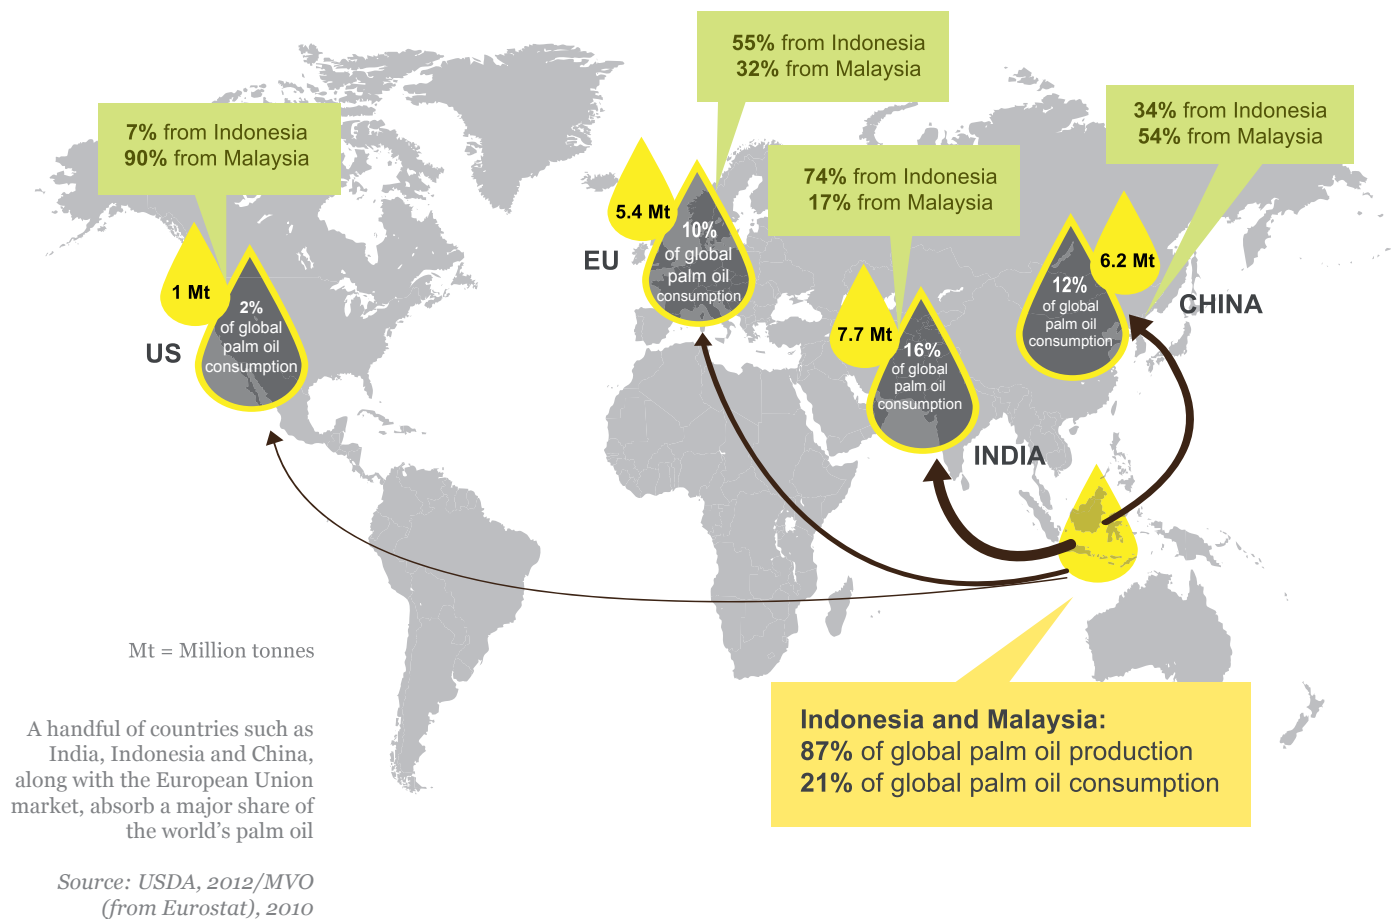 55% from Indonesia
32% from Malaysia
7% from Indonesia
90% from Malaysia
34% from Indonesia
54% from Malaysia
74% from Indonesia
17% from Malaysia
5.4 Mt
10%
of global
palm oil
consumption
EU
1 Mt
2%
of global
palm oil
consumption
US
7.7 Mt
16%
of global
palm oil
consumption
INDIA
6.2 Mt
12%
of global
palm oil
consumption
CHINA
Mt = Million tonnes
A handful of countries such as
India, Indonesia and China,
along with the European Union
market, absorb a major share of
the world's palm oil
Source: USDA, 2012/MVO
(from Eurostat), 2010
Indonesia and Malaysia:
87% of global palm oil production
21% of global palm oil consumption